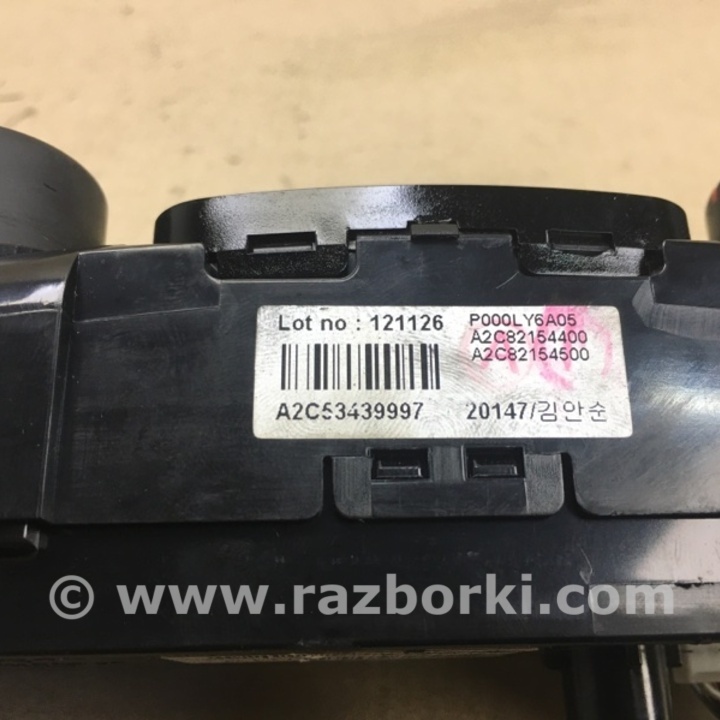 Lot no : 121126
P000LY6A05
A2C82154400
A2C82154500
A2C53439997
20147/김안순
© www.razborki.com